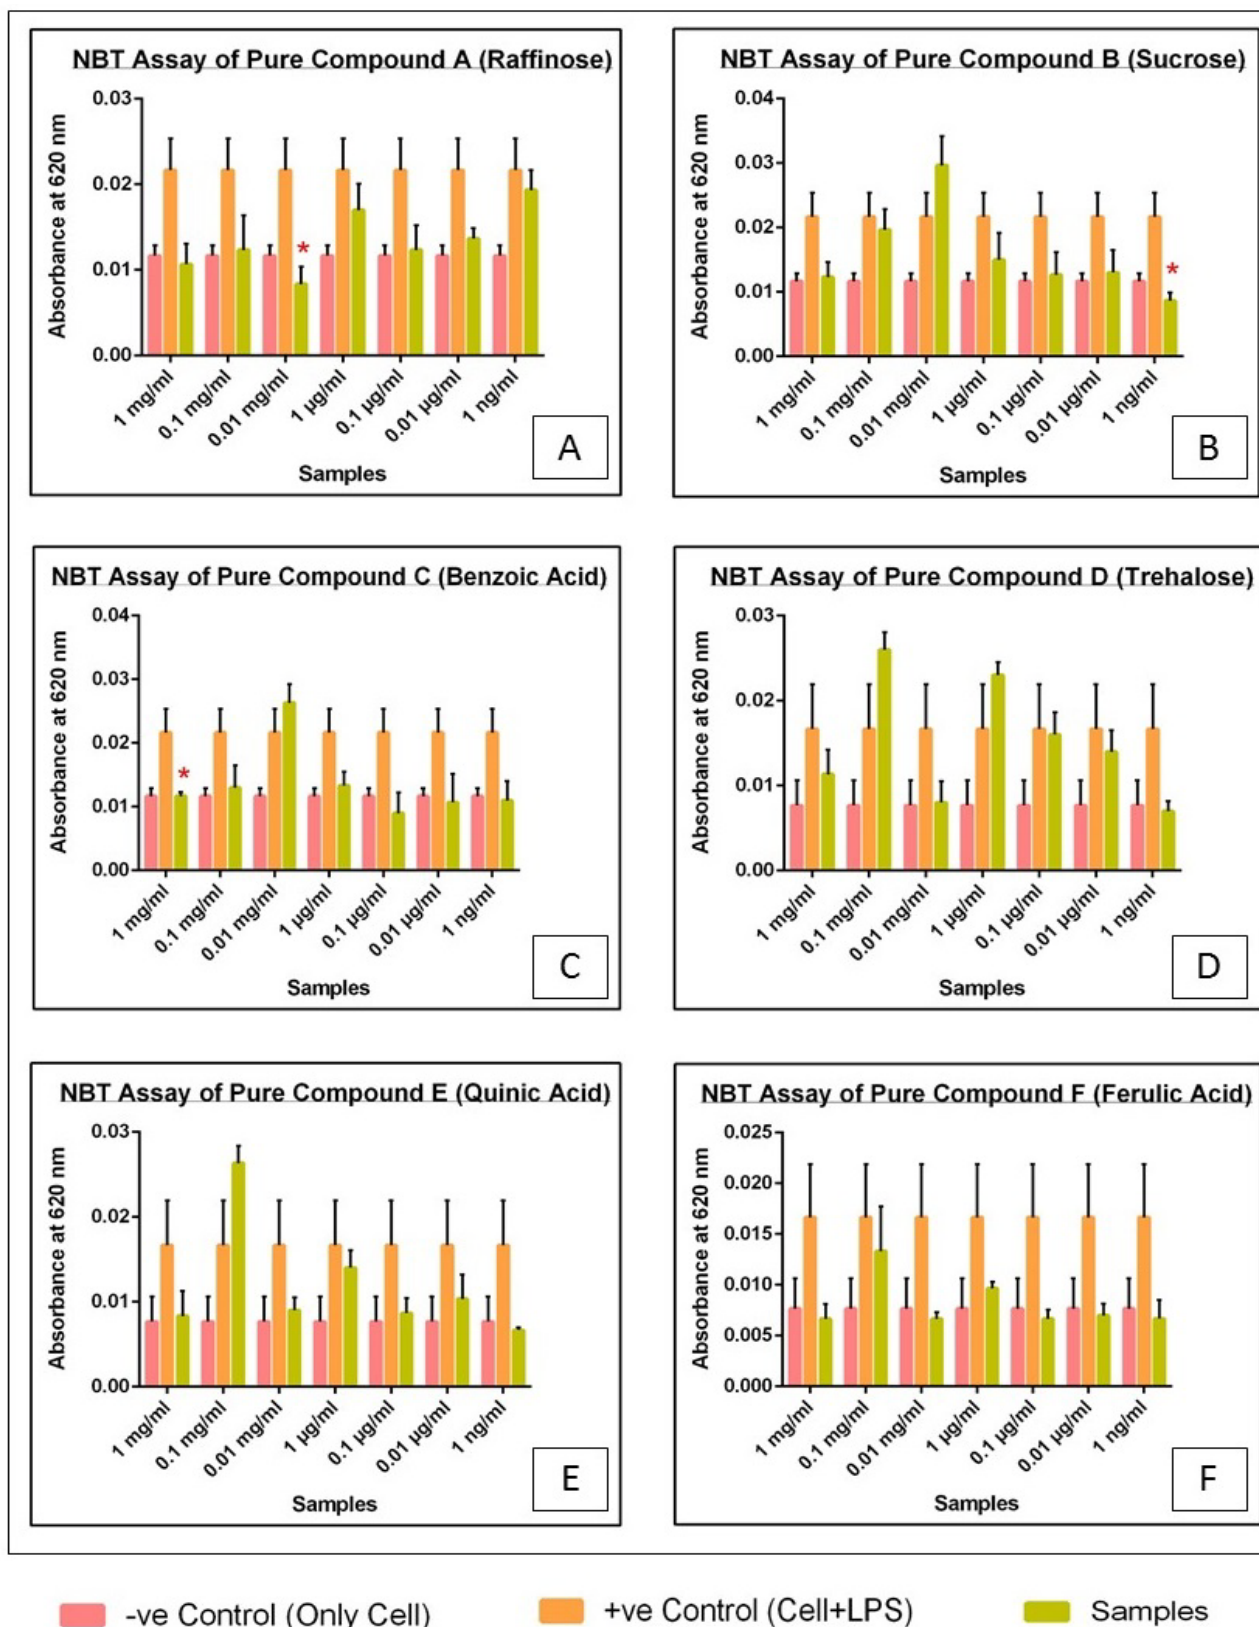 NBT Assay of Pure Compound A (Raffinose)
Absorbance at 620 nm
0.03
0.02
0.01
0.00
*
1 mg/ml
0.1 mg/ml
0.01 mg/ml
1 µg/ml
0.1 µg/ml
0.01 µg/ml
1 ng/ml
Samples
A
NBT Assay of Pure Compound B (Sucrose)
Absorbance at 620 nm
0.04
0.03
0.02
0.01
0.00
*
1 mg/ml
0.1 mg/ml
0.01 mg/ml
1 µg/ml
0.1 µg/ml
0.01 µg/ml
1 ng/ml
Samples
B
NBT Assay of Pure Compound C (Benzoic Acid)
Absorbance at 620 nm
0.04
0.03
0.02
0.01
0.00
*
1 mg/ml
0.1 mg/ml
0.01 mg/ml
1 µg/ml
0.1 µg/ml
0.01 µg/ml
1 ng/ml
Samples
C
NBT Assay of Pure Compound D (Trehalose)
Absorbance at 620 nm
0.03
0.02
0.01
0.00
1 mg/ml
0.1 mg/ml
0.01 mg/ml
1 µg/ml
0.1 µg/ml
0.01 µg/ml
1 ng/ml
Samples
D
NBT Assay of Pure Compound E (Quinic Acid)
Absorbance at 620 nm
0.03
0.02
0.01
0.00
1 mg/ml
0.1 mg/ml
0.01 mg/ml
1 µg/ml
0.1 µg/ml
0.01 µg/ml
1 ng/ml
Samples
E
NBT Assay of Pure Compound F (Ferulic Acid)
Absorbance at 620 nm
0.025
0.020
0.015
0.010
0.005
0.000
1 mg/ml
0.1 mg/ml
0.01 mg/ml
1 µg/ml
0.1 µg/ml
0.01 µg/ml
1 ng/ml
Samples
F
-ve Control (Only Cell)
+ve Control (Cell+LPS)
Samples